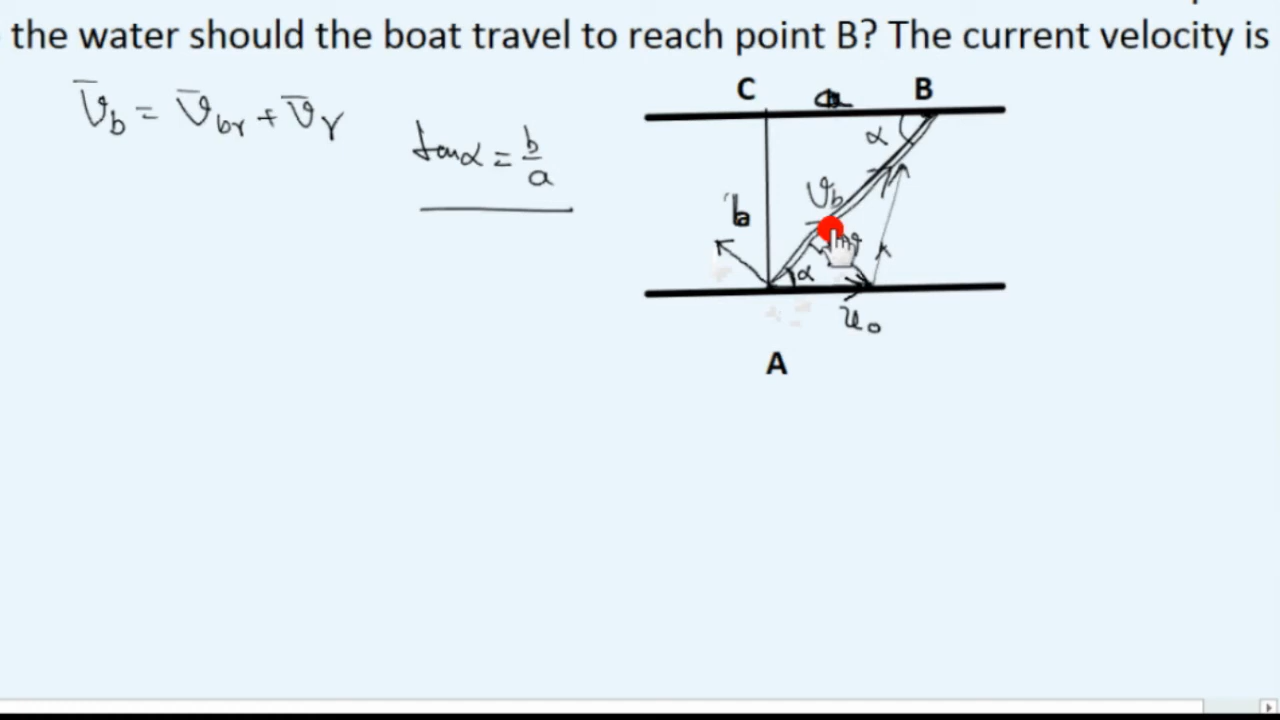 the water should the boat travel to reach point B? The current velocity is
v̅b = v̅br + v̅r
tanα = b/a
C a B
α
vb
b
α
u₀
A